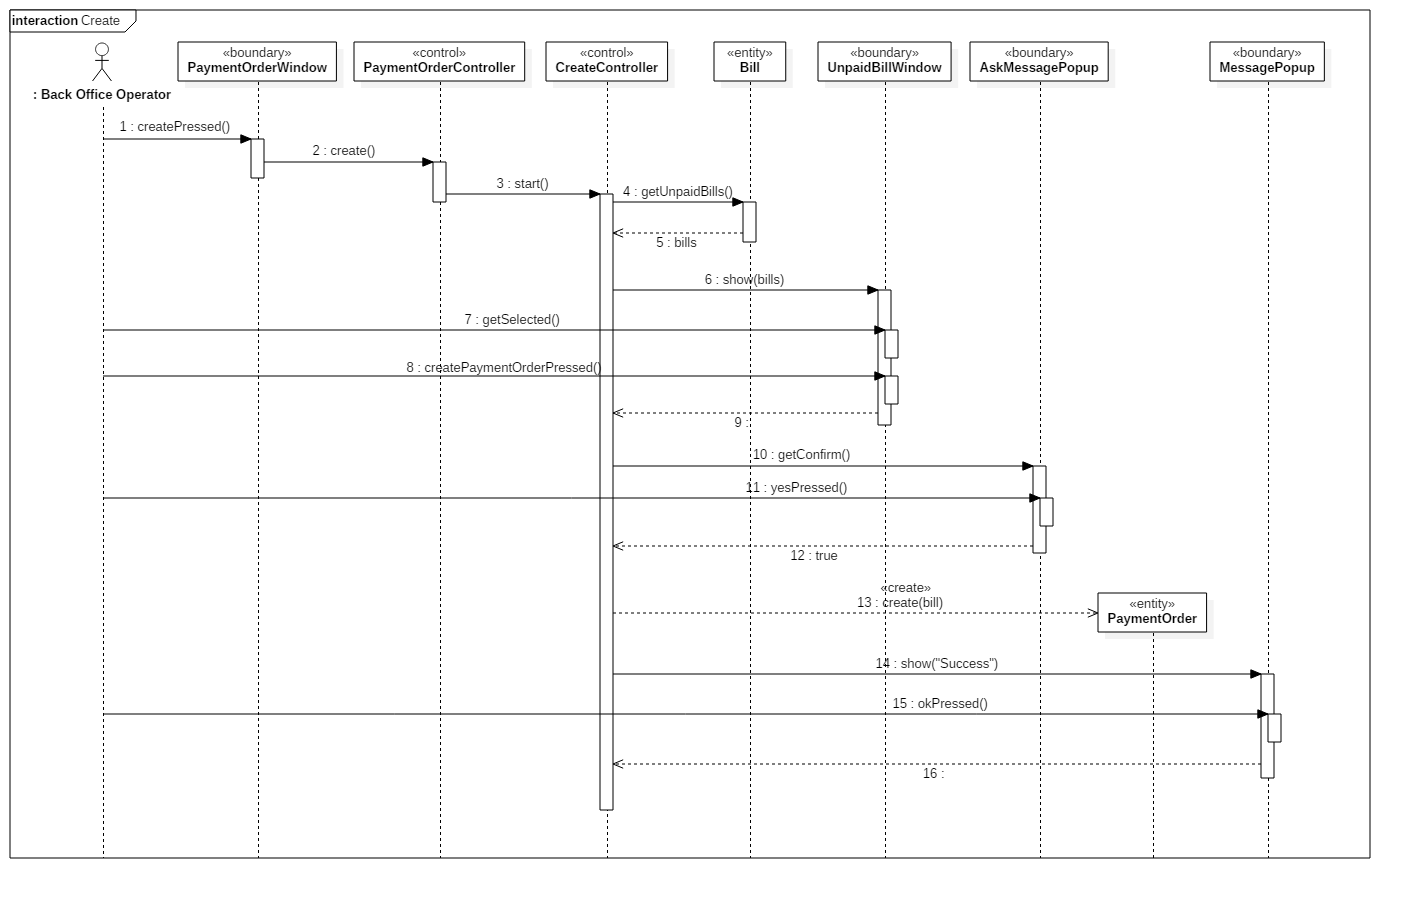 interaction Create
«boundary»
PaymentOrderWindow
«control»
PaymentOrderController
«control»
CreateController
«entity»
Bill
«boundary»
UnpaidBillWindow
«boundary»
AskMessagePopup
«boundary»
MessagePopup
: Back Office Operator
1 : createPressed()
2 : create()
3 : start()
4 : getUnpaidBills()
5 : bills
6 : show(bills)
7 : getSelected()
8 : createPaymentOrderPressed()
9 :
10 : getConfirm()
11 : yesPressed()
12 : true
«create»
13 : create(bill)
«entity»
PaymentOrder
14 : show("Success")
15 : okPressed()
16 :